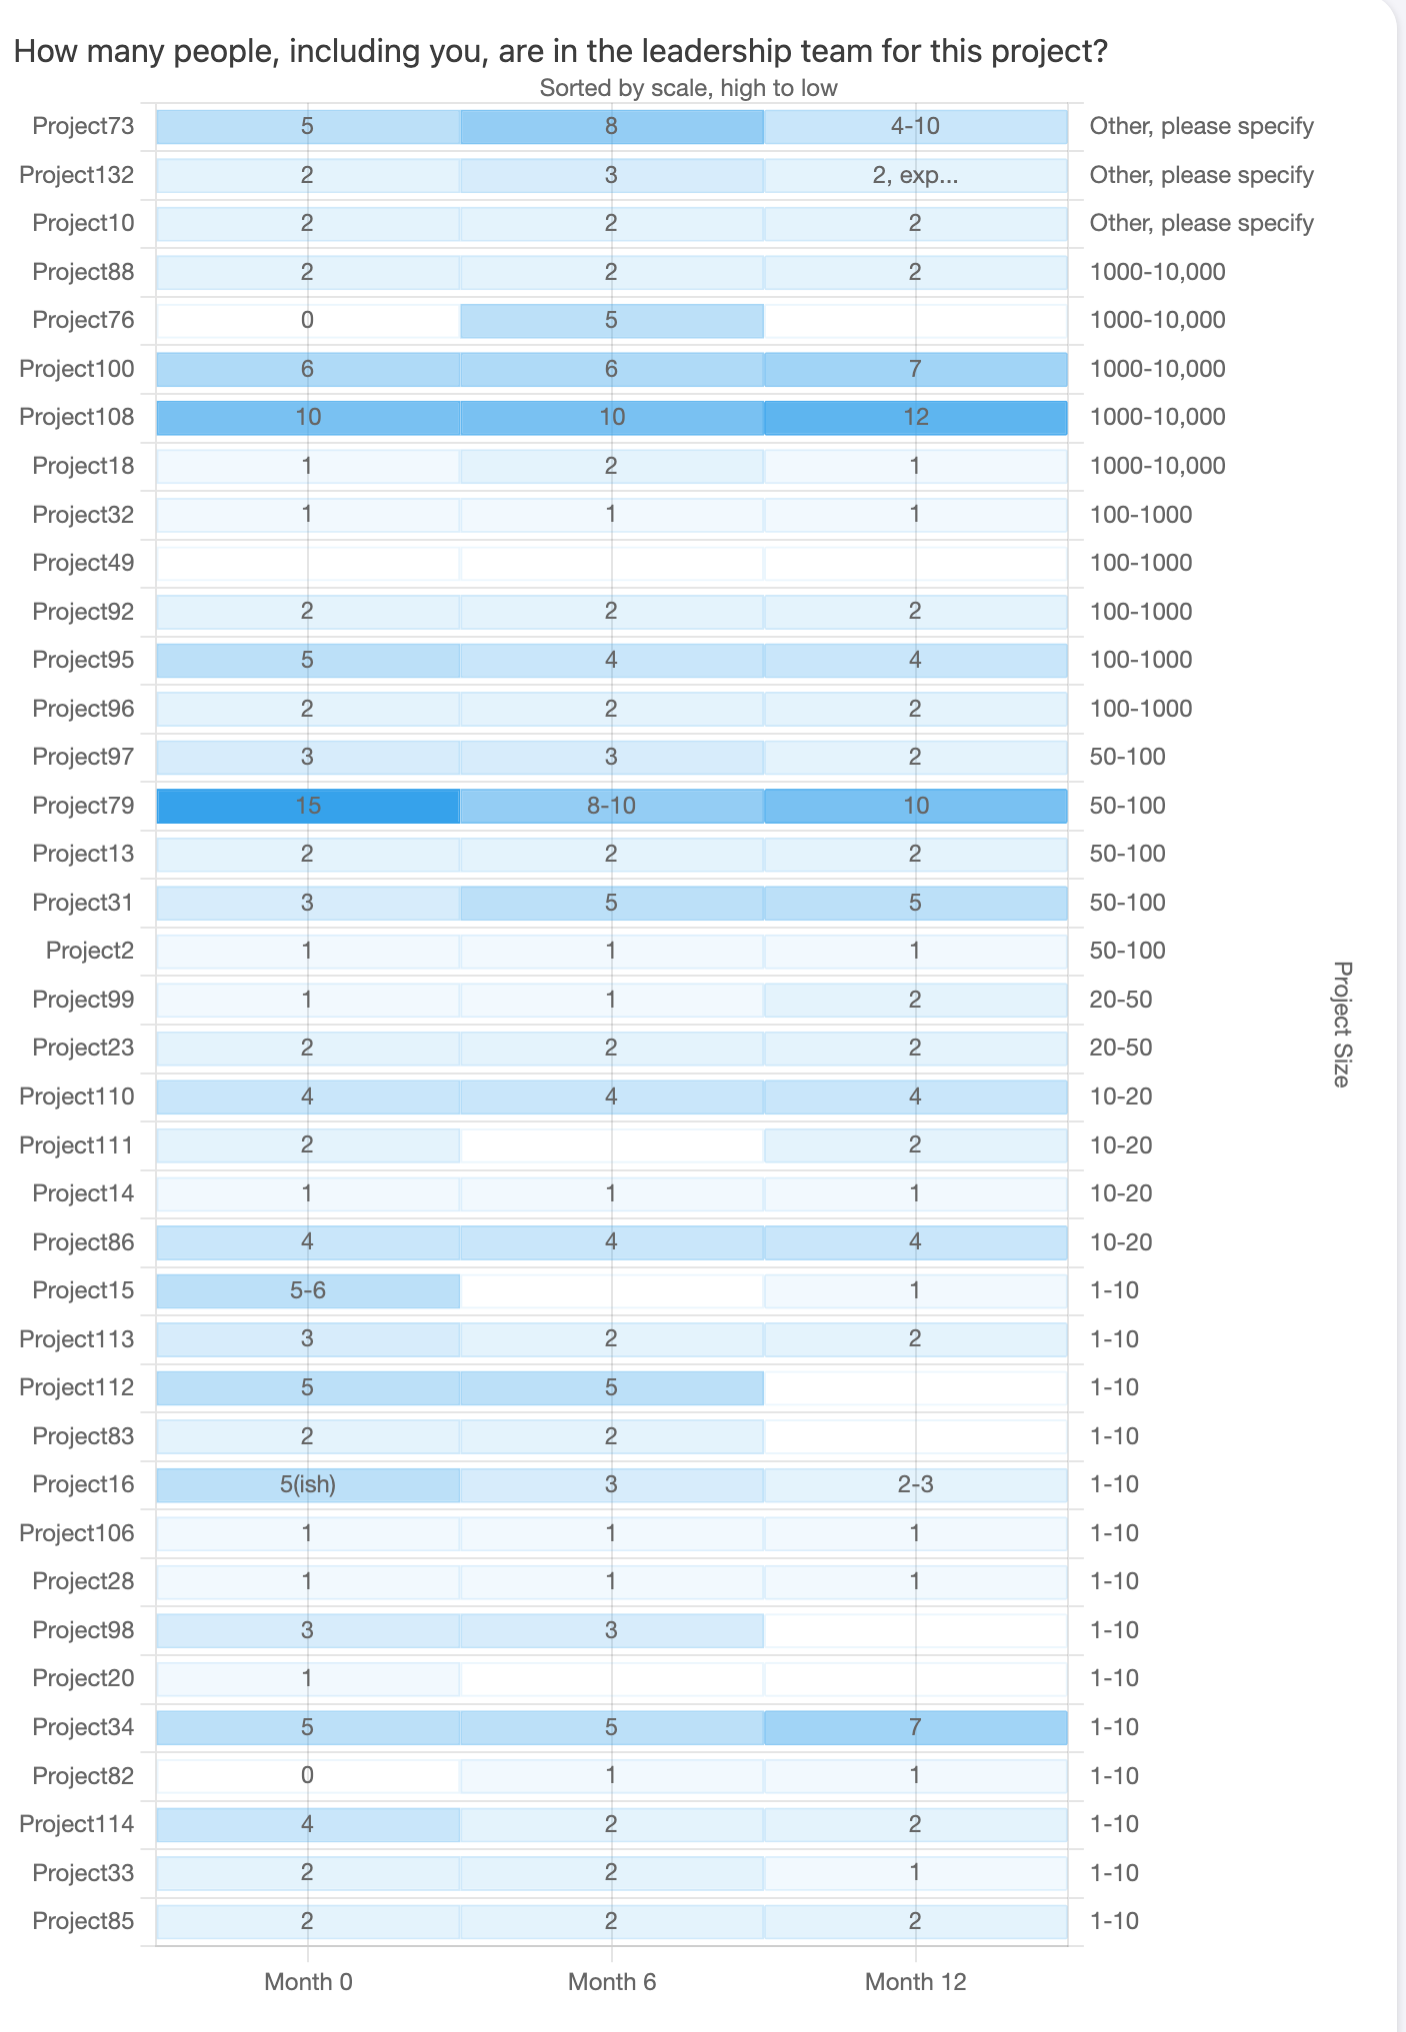 How many people, including you, are in the leadership team for this project?
Sorted by scale, high to low
Project73 5 8 4-10 Other, please specify
Project132 2 3 2, exp... Other, please specify
Project10 2 2 2 Other, please specify
Project88 2 2 2 1000-10,000
Project76 0 5 1000-10,000
Project100 6 6 7 1000-10,000
Project108 10 10 12 1000-10,000
Project18 1 2 1 1000-10,000
Project32 1 1 1 100-1000
Project49 100-1000
Project92 2 2 2 100-1000
Project95 5 4 4 100-1000
Project96 2 2 2 100-1000
Project97 3 3 2 50-100
Project79 15 8-10 10 50-100
Project13 2 2 2 50-100
Project31 3 5 5 50-100
Project2 1 1 1 50-100
Project99 1 1 2 20-50
Project23 2 2 2 20-50
Project110 4 4 4 10-20
Project111 2 2 10-20
Project14 1 1 1 10-20
Project86 4 4 4 10-20
Project15 5-6 1 1-10
Project113 3 2 2 1-10
Project112 5 5 1-10
Project83 2 2 1-10
Project16 5(ish) 3 2-3 1-10
Project106 1 1 1 1-10
Project28 1 1 1 1-10
Project98 3 3 1-10
Project20 1 1-10
Project34 5 5 7 1-10
Project82 0 1 1 1-10
Project114 4 2 2 1-10
Project33 2 2 1 1-10
Project85 2 2 2 1-10
Month 0 Month 6 Month 12
Project Size